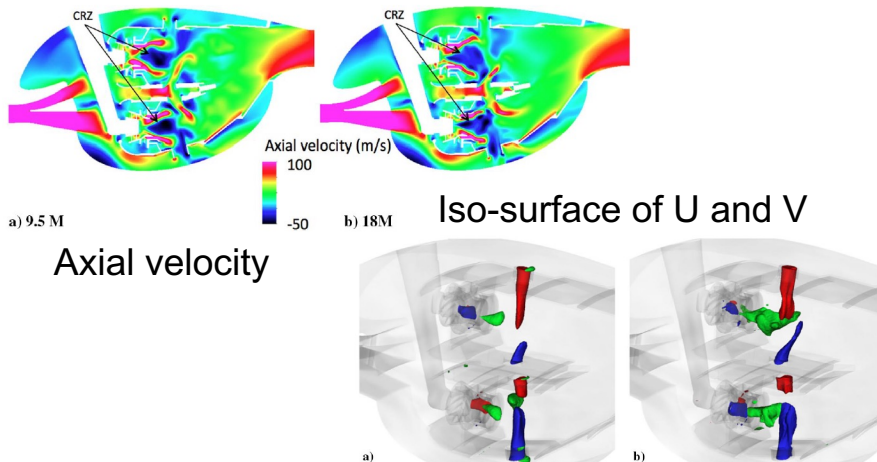 CRZ
CRZ
Axial velocity (m/s)
100
-50
a) 9.5 M
b) 18M
Iso-surface of U and V
Axial velocity
a)
b)